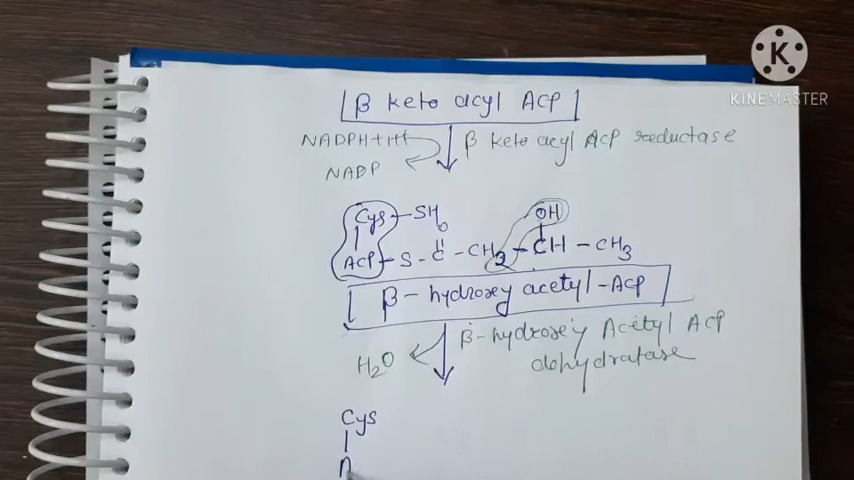 K
KINEMASTER
β keto acyl ACP
NADPH+H+ β keto acyl ACP reductase
NADP
Cys-SH OH
O
ACP-S-C-CH2-CH-CH3
β-hydroxy acetyl-ACP
β-hydroxy Acetyl ACP
H2O dehydratase
Cys
A